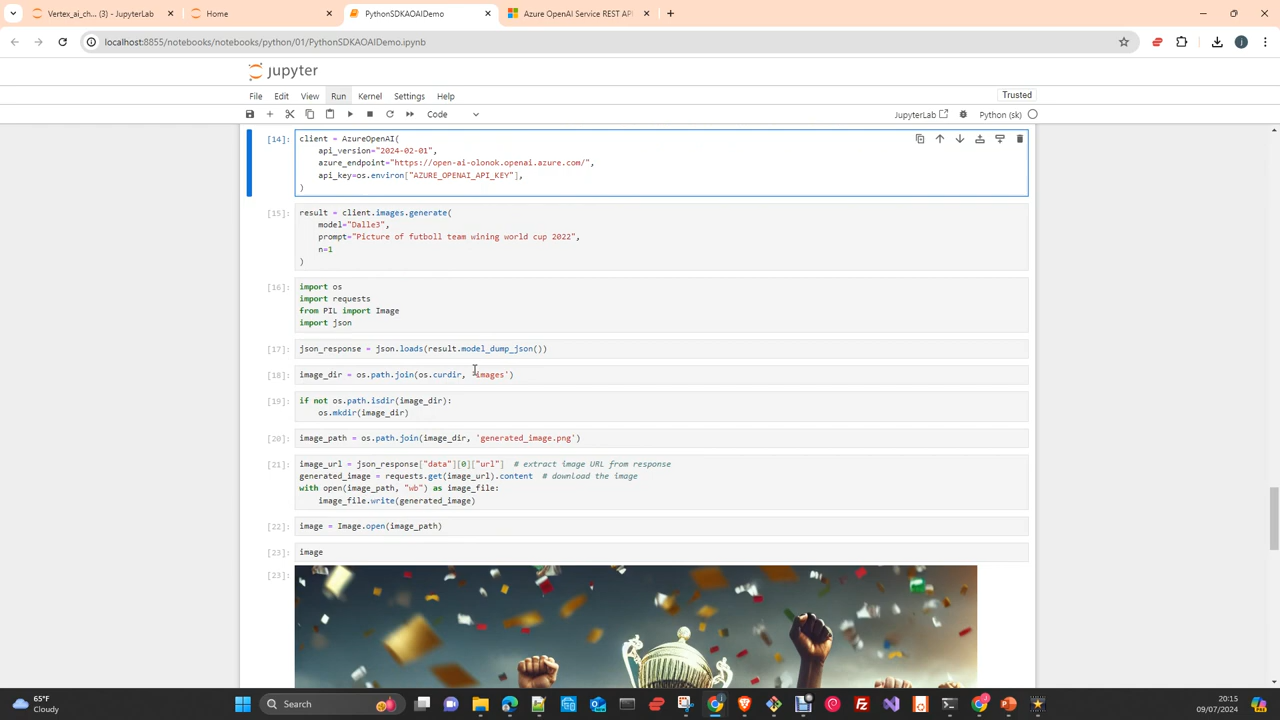 Vertex_ai_ch... (3) - JupyterLab
Home
PythonSDKAOAIDemo
Azure OpenAI Service REST API
localhost:8855/notebooks/notebooks/python/01/PythonSDKAOAIDemo.ipynb
jupyter
File Edit View Run Kernel Settings Help
Trusted
Code
JupyterLab
Python (sk)
[14]: client = AzureOpenAI(
api_version="2024-02-01",
azure_endpoint="https://open-ai-olonok.openai.azure.com/",
api_key=os.environ["AZURE_OPENAI_API_KEY"],
)
[15]: result = client.images.generate(
model="Dalle3",
prompt="Picture of futboll team wining world cup 2022",
n=1
)
[16]: import os
import requests
from PIL import Image
import json
[17]: json_response = json.loads(result.model_dump_json())
[18]: image_dir = os.path.join(os.curdir, 'images')
[19]: if not os.path.isdir(image_dir):
os.mkdir(image_dir)
[20]: image_path = os.path.join(image_dir, 'generated_image.png')
[21]: image_url = json_response["data"][0]["url"] # extract image URL from response
generated_image = requests.get(image_url).content # download the image
with open(image_path, "wb") as image_file:
image_file.write(generated_image)
[22]: image = Image.open(image_path)
[23]: image
[23]:
65°F
Cloudy
Search
20:15
09/07/2024